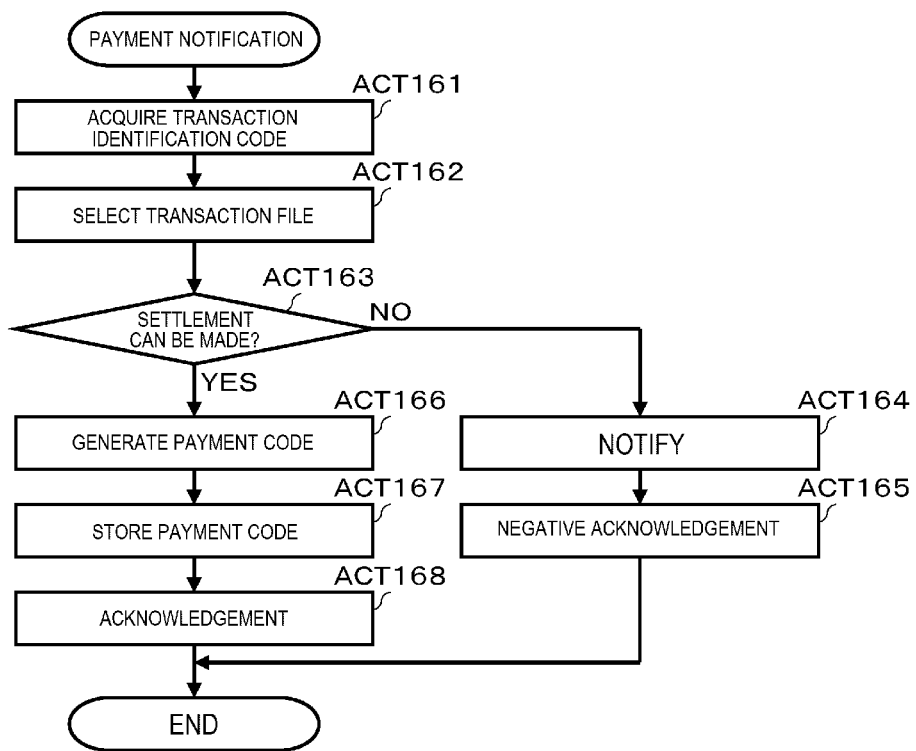 PAYMENT NOTIFICATION
ACT161
ACQUIRE TRANSACTION
IDENTIFICATION CODE
ACT162
SELECT TRANSACTION FILE
ACT163
SETTLEMENT
CAN BE MADE?
NO
YES
ACT166
GENERATE PAYMENT CODE
ACT164
NOTIFY
ACT167
STORE PAYMENT CODE
ACT165
NEGATIVE ACKNOWLEDGEMENT
ACT168
ACKNOWLEDGEMENT
END